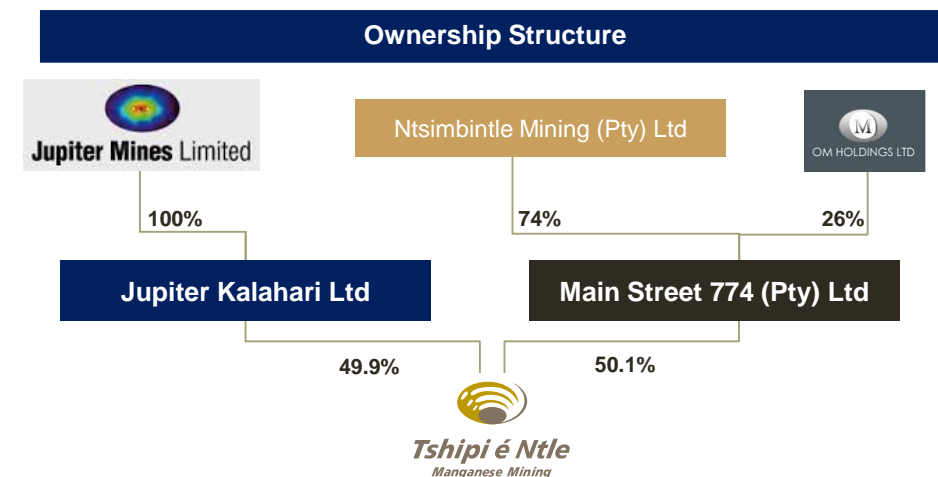 Ownership Structure
Jupiter Mines Limited
Ntsimbintle Mining (Pty) Ltd
M
OM HOLDINGS LTD
100%
74%
26%
Jupiter Kalahari Ltd
Main Street 774 (Pty) Ltd
49.9%
50.1%
Tshipi é Ntle
Manganese Mining